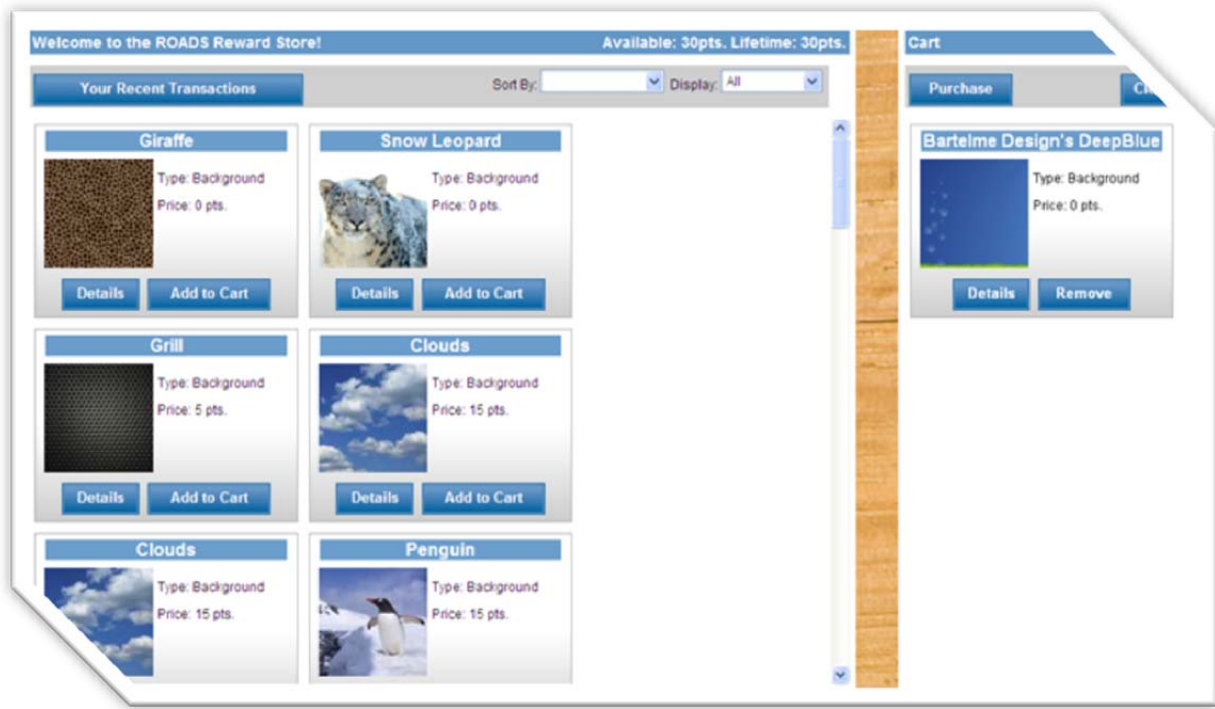 Welcome to the ROADS Reward Store!
Available: 30pts. Lifetime: 30pts.
Your Recent Transactions
Sort By:
Display: All
Giraffe
Type: Background
Price: 0 pts.
Details
Add to Cart
Snow Leopard
Type: Background
Price: 0 pts.
Details
Add to Cart
Grill
Type: Background
Price: 5 pts.
Details
Add to Cart
Clouds
Type: Background
Price: 15 pts.
Details
Add to Cart
Clouds
Type: Background
Price: 15 pts.
Penguin
Type: Background
Price: 15 pts.
Cart
Purchase
Bartelme Design's DeepBlue
Type: Background
Price: 0 pts.
Details
Remove